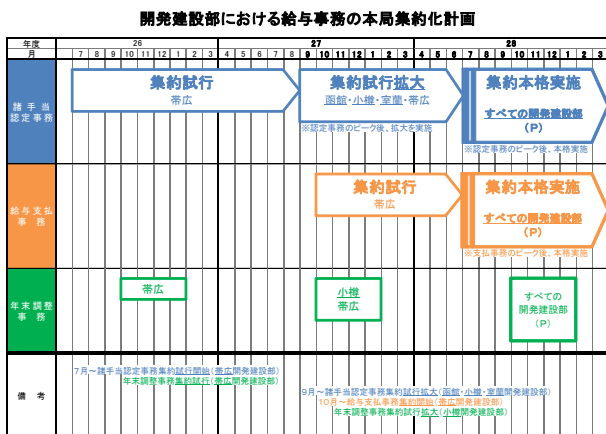 開発建設部における給与事務の本局集約化計画
年度 26 27 28
月 7 8 9 10 11 12 1 2 3 4 5 6 7 8 9 10 11 12 1 2 3 4 5 6 7 8 9 10 11 12 1 2 3
諸手当
認定事務
集約試行
帯広
集約試行拡大
函館・小樽・室蘭・帯広
※認定事務のピーク後、拡大を実施
集約本格実施
すべての開発建設部
(P)
※認定事務のピーク後、本格実施
給与支払
事務
集約試行
帯広
集約本格実施
すべての開発建設部
(P)
※支払事務のピーク後、本格実施
年末調整
事務
帯広
小樽
帯広
すべての
開発建設部
(P)
備考
7月～諸手当認定事務集約試行開始(帯広開発建設部)
年末調整事務集約試行(帯広開発建設部)
9月～諸手当認定事務集約試行拡大(函館・小樽・室蘭開発建設部)
10月～給与支払事務集約開始(帯広開発建設部)
年末調整事務集約試行拡大(小樽開発建設部)